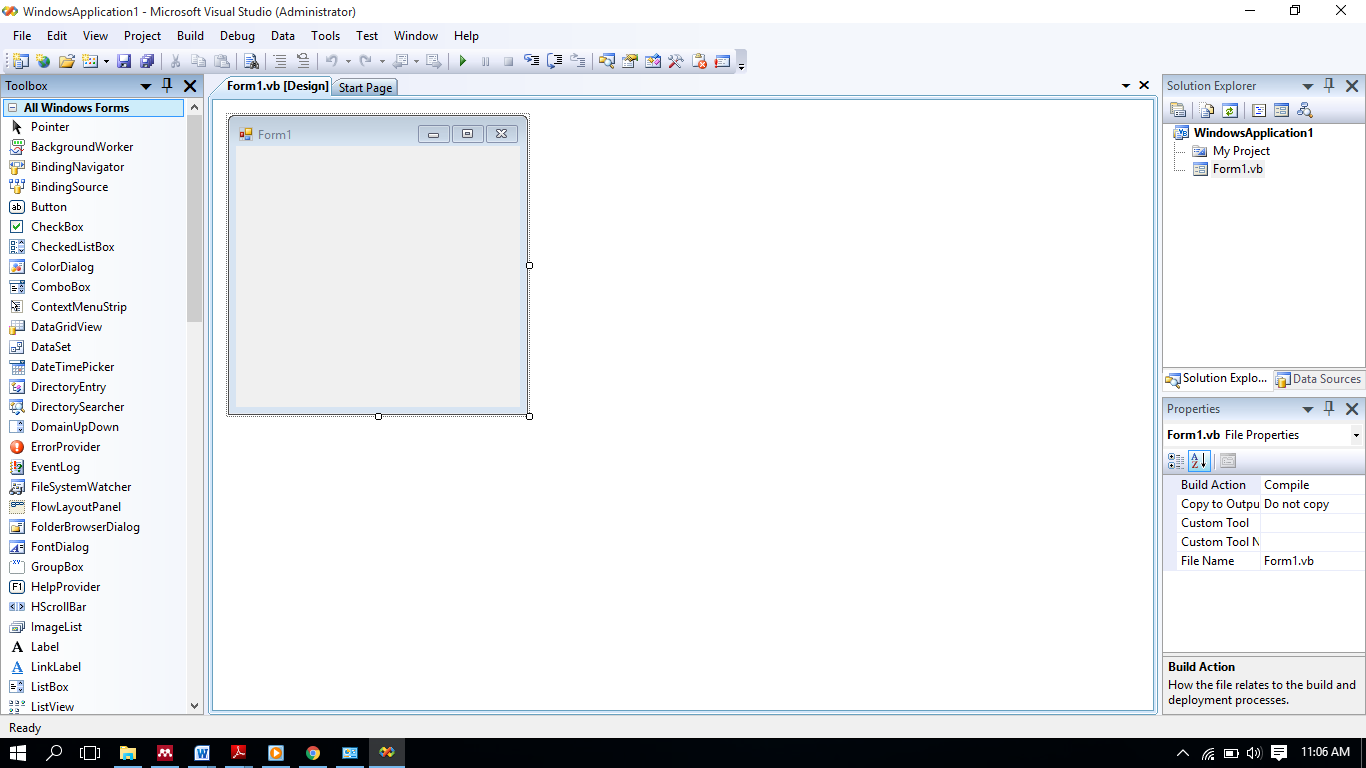 WindowsApplication1 - Microsoft Visual Studio (Administrator)
File Edit View Project Build Debug Data Tools Test Window Help
Toolbox
All Windows Forms
Pointer
BackgroundWorker
BindingNavigator
BindingSource
Button
CheckBox
CheckedListBox
ColorDialog
ComboBox
ContextMenuStrip
DataGridView
DataSet
DateTimePicker
DirectoryEntry
DirectorySearcher
DomainUpDown
ErrorProvider
EventLog
FileSystemWatcher
FlowLayoutPanel
FolderBrowserDialog
FontDialog
GroupBox
HelpProvider
HScrollBar
ImageList
Label
LinkLabel
ListBox
ListView
Form1.vb [Design] Start Page
Form1
Solution Explorer
WindowsApplication1
My Project
Form1.vb
Solution Explo... Data Sources
Properties
Form1.vb File Properties
Build Action Compile
Copy to Outpu Do not copy
Custom Tool
Custom Tool N
File Name Form1.vb
Build Action
How the file relates to the build and
deployment processes.
Ready
11:06 AM